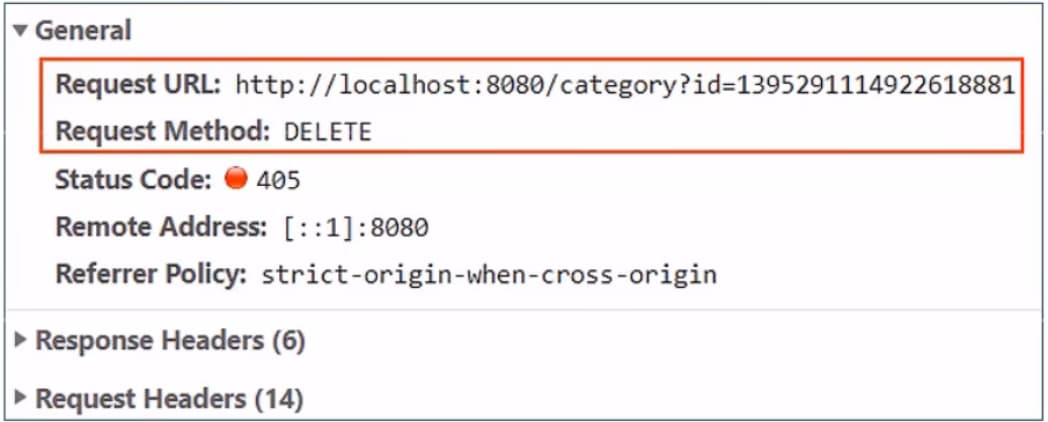 General
Request URL: http://localhost:8080/category?id=1395291114922618881
Request Method: DELETE
Status Code: 405
Remote Address: [::1]:8080
Referrer Policy: strict-origin-when-cross-origin
Response Headers (6)
Request Headers (14)